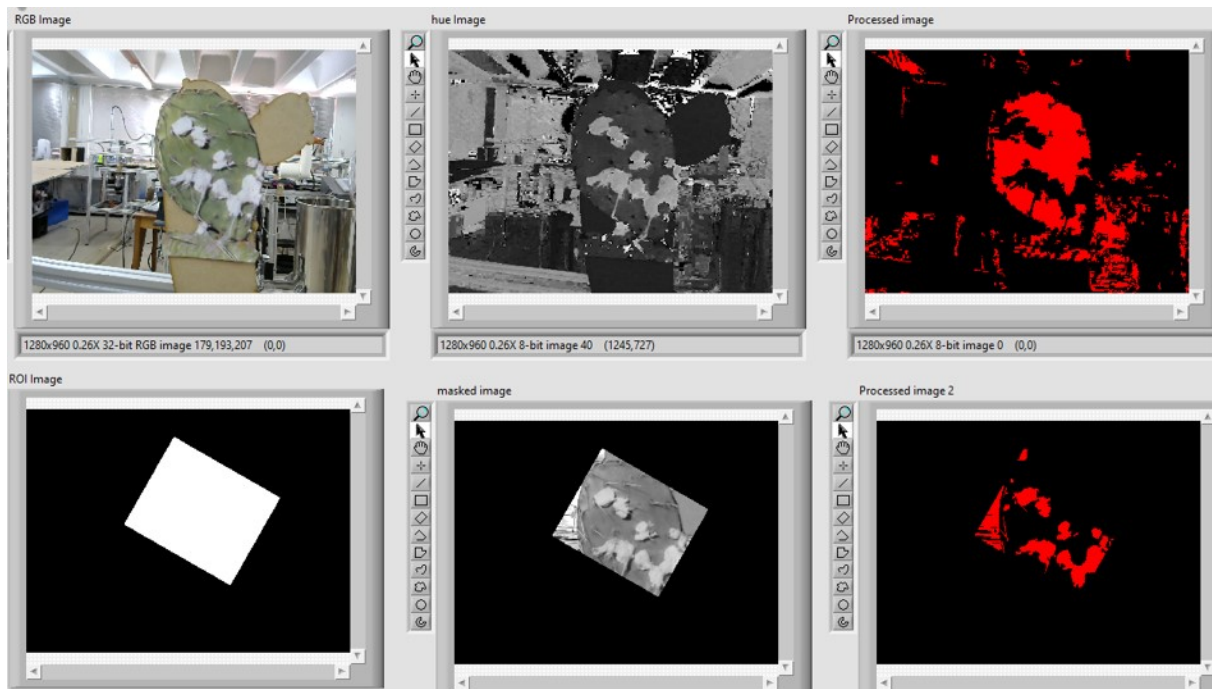 RGB Image
hue Image
Processed image
1280x960 0.26X 32-bit RGB image 179,193,207 (0,0)
1280x960 0.26X 8-bit image 40 (1245,727)
1280x960 0.26X 8-bit image 0 (0,0)
ROI Image
masked image
Processed image 2